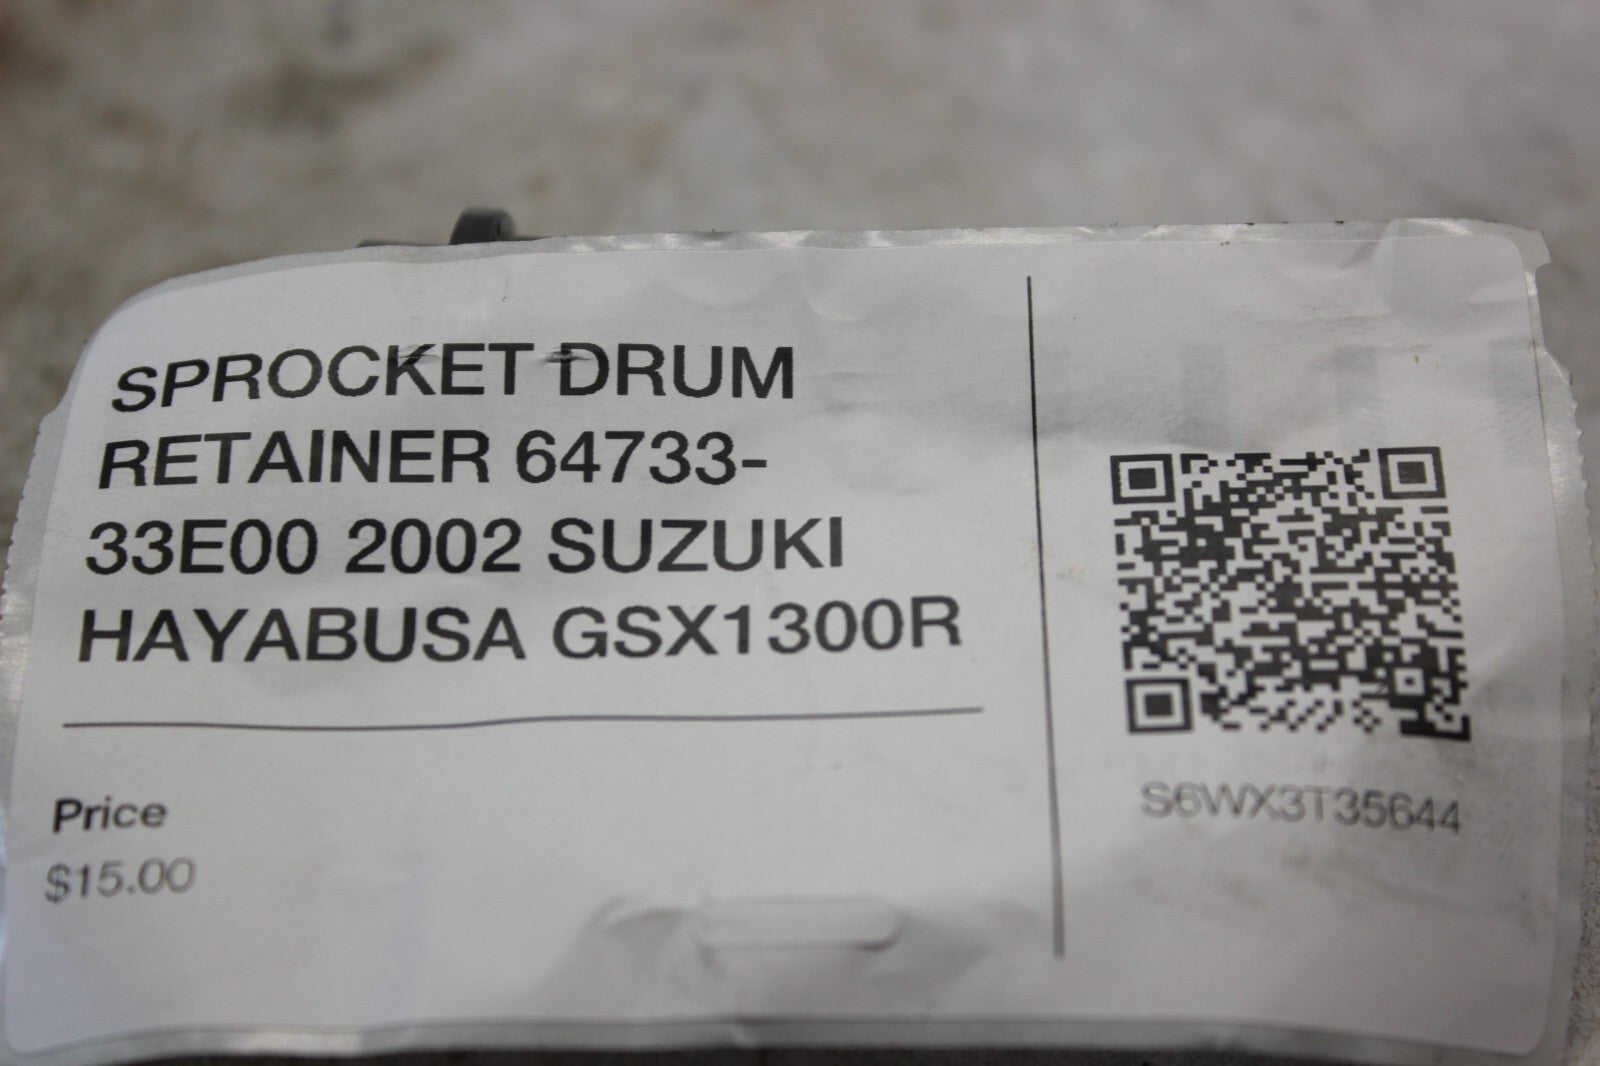 SPROCKET DRUM
RETAINER 64733-
33E00 2002 SUZUKI
HAYABUSA GSX1300R
Price
$15.00
S6WX3T35644